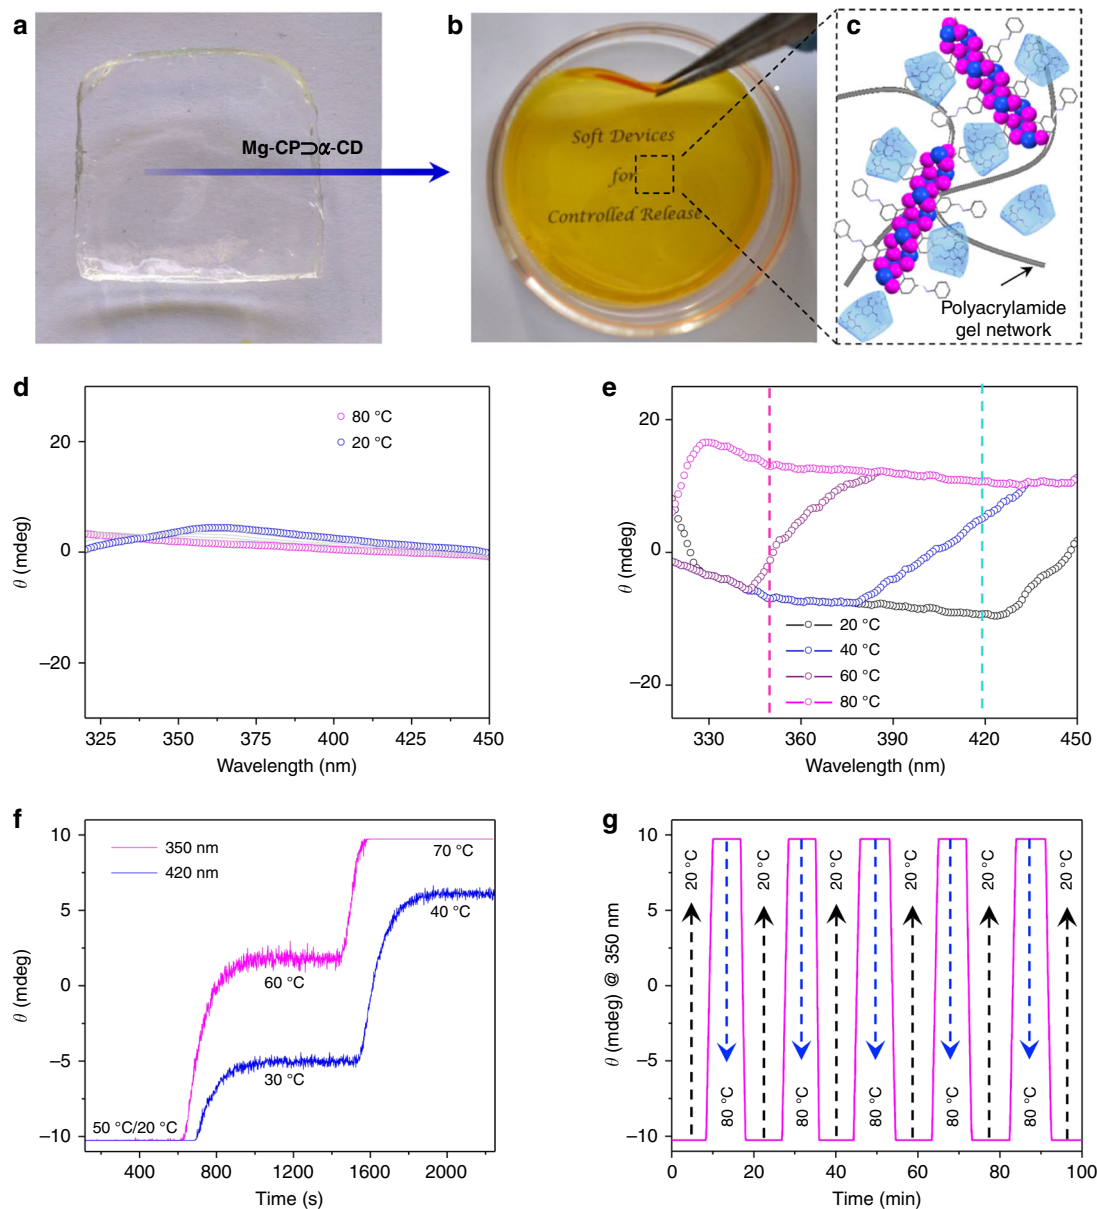 a
b
c
Mg-CP⊃α-CD
Soft Devices
for
Controlled Release
Polyacrylamide
gel network
d
80 °C
20 °C
20
0
−20
θ (mdeg)
325
350
375
400
425
450
Wavelength (nm)
e
20
0
−20
θ (mdeg)
20 °C
40 °C
60 °C
80 °C
330
360
390
420
450
Wavelength (nm)
f
350 nm
420 nm
10
5
0
−5
−10
θ (mdeg)
70 °C
40 °C
60 °C
30 °C
50 °C/20 °C
400
800
1200
1600
2000
Time (s)
g
10
5
0
−5
−10
θ (mdeg) @ 350 nm
20 °C
20 °C
20 °C
20 °C
20 °C
20 °C
80 °C
80 °C
80 °C
80 °C
80 °C
0
20
40
60
80
100
Time (min)